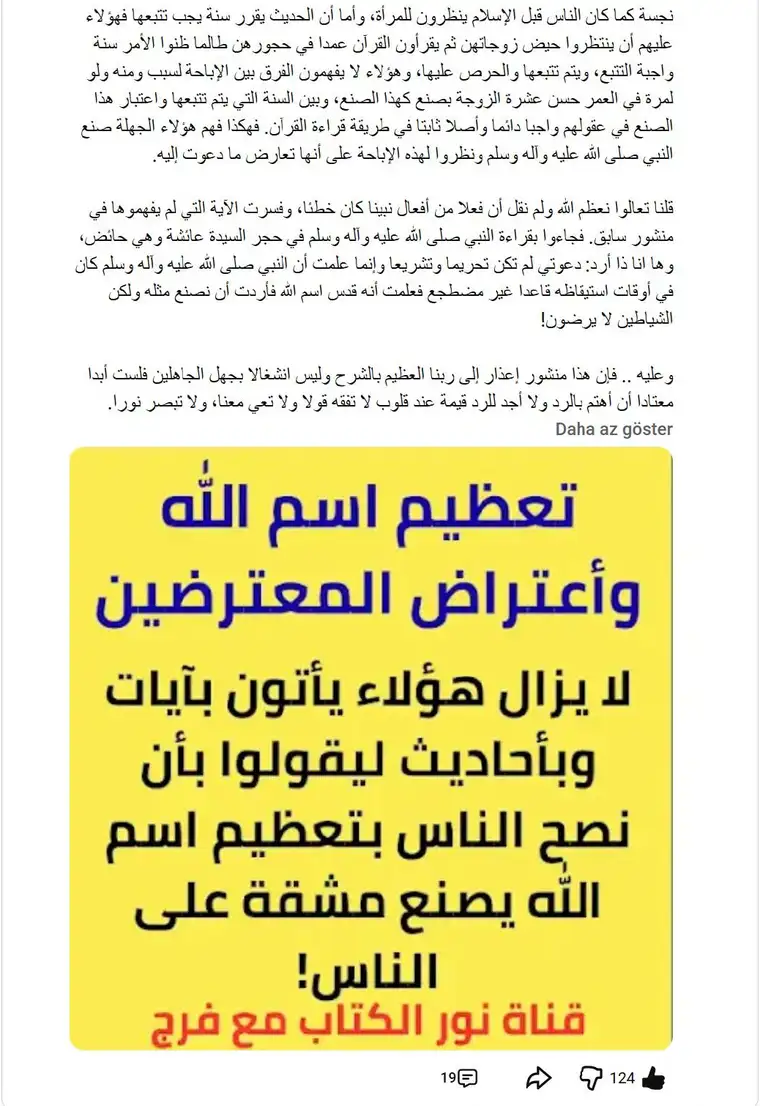 نجسة كما كان الناس قبل الإسلام ينظرون للمرأة، وأما أن الحديث يقرر سنة يجب تتبعها فهؤلاء
عليهم أن ينتظروا حيض زوجاتهن ثم يقرأون القرآن عمدا في حجورهن طالما ظنوا الأمر سنة
واجبة التتبع، ويتم تتبعها والحرص عليها، وهؤلاء لا يفهمون الفرق بين الإباحة لسبب ومنه ولو
لمرة في العمر حسن عشرة الزوجة بصنع كهذا الصنع، وبين السنة التي يتم تتبعها واعتبار هذا
الصنع في عقولهم واجبا دائما وأصلا ثابتا في طريقة قراءة القرآن. فهكذا فهم هؤلاء الجهلة صنع
النبي صلى الله عليه وآله وسلم ونظروا لهذه الإباحة على أنها تعارض ما دعوت إليه.
قلنا تعالوا نعظم الله ولم نقل أن فعلا من أفعال نبينا كان خطئا، وفسرت الآية التي لم يفهموها في
منشور سابق. فجاءوا بقراءة النبي صلى الله عليه وآله وسلم في حجر السيدة عائشة وهي حائض،
وها انا ذا أرد: دعوتي لم تكن تحريما وتشريعا وإنما علمت أن النبي صلى الله عليه وآله وسلم كان
في أوقات استيقاظه قاعدا غير مضطجع فعلمت أنه قدس اسم الله فأردت أن نصنع مثله ولكن
الشياطين لا يرضون!
وعليه .. فإن هذا منشور إعذار إلى ربنا العظيم بالشرح وليس انشغالا بجهل الجاهلين فلست أبدا
معتادا أن أهتم بالرد ولا أجد للرد قيمة عند قلوب لا تفقه قولا ولا تعي معنا، ولا تبصر نورا.
Daha az göster
تعظيم اسم الله
وأعتراض المعترضين
لا يزال هؤلاء يأتون بآيات
وبأحاديث ليقولوا بأن
نصح الناس بتعظيم اسم
الله يصنع مشقة على
الناس!
قناة نور الكتاب مع فرج
124
19